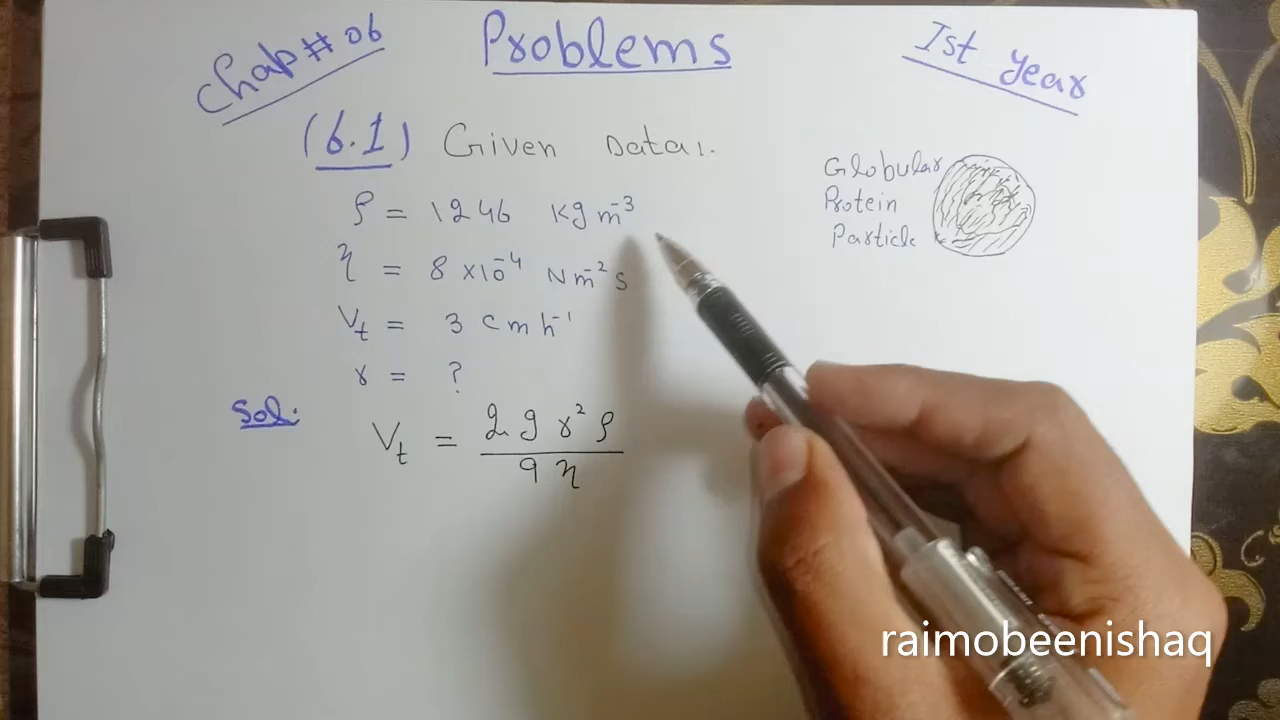 Chap # 06
Problems
Ist year
(6.1) Given Data:.
ρ = 1246 Kg m⁻³
Globular
Protein
Particle
η = 8 ×10⁻⁴ N m⁻² s
Vₜ = 3 cm h⁻¹
r = ?
Sol:
Vₜ = 2 g r² ρ
9 η
raimobeenishaq